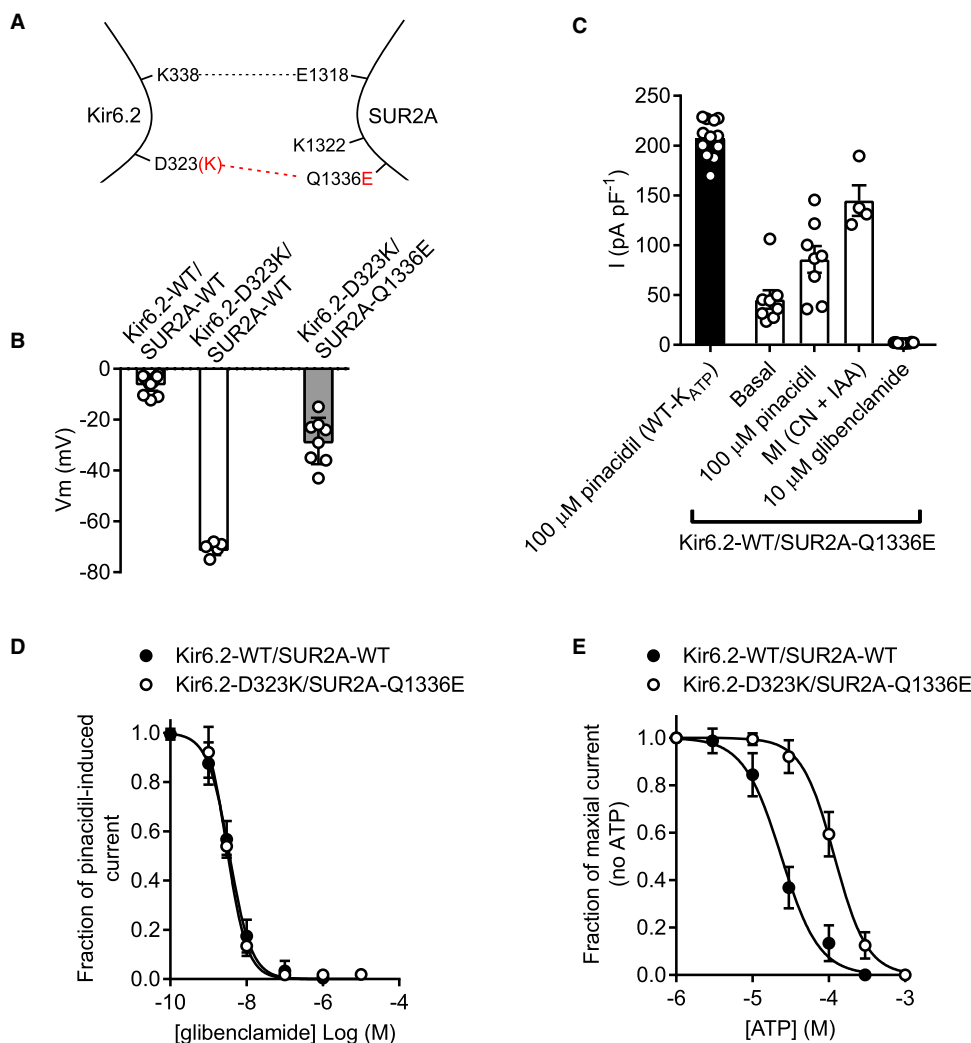 A
K338
E1318
Kir6.2
SUR2A
K1322
D323(K)
Q1336E
B
Kir6.2-WT/
SUR2A-WT
Kir6.2-D323K/
SUR2A-WT
Kir6.2-D323K/
SUR2A-Q1336E
Vm (mV)
0
-20
-40
-60
-80
C
I (pA pF⁻¹)
250
200
150
100
50
0
100 µM pinacidil (WT-K_ATP)
Basal
100 µM pinacidil
MI (CN + IAA)
10 µM glibenclamide
Kir6.2-WT/SUR2A-Q1336E
D
Kir6.2-WT/SUR2A-WT
Kir6.2-D323K/SUR2A-Q1336E
Fraction of pinacidil-induced
current
1.0
0.8
0.6
0.4
0.2
0.0
-10
-8
-6
-4
[glibenclamide] Log (M)
E
Kir6.2-WT/SUR2A-WT
Kir6.2-D323K/SUR2A-Q1336E
Fraction of maxial current
(no ATP)
1.0
0.8
0.6
0.4
0.2
0.0
-6
-5
-4
-3
[ATP] (M)